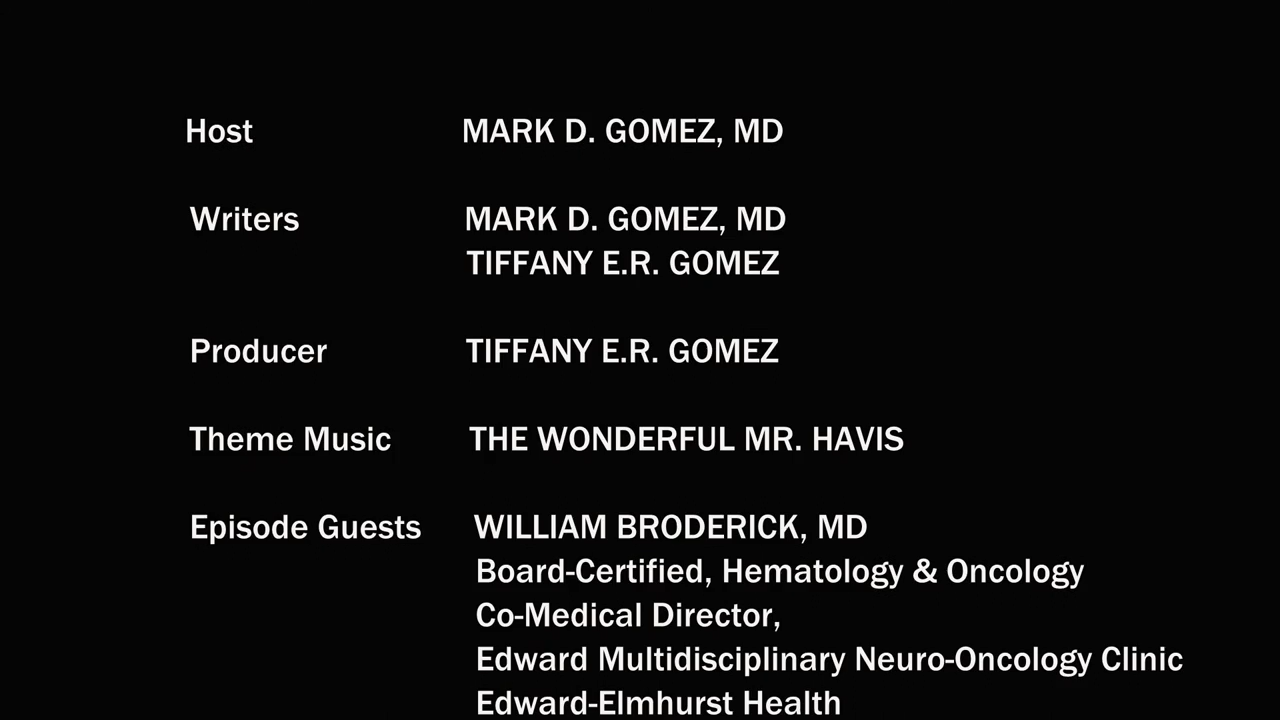 Host MARK D. GOMEZ, MD
Writers MARK D. GOMEZ, MD
TIFFANY E.R. GOMEZ
Producer TIFFANY E.R. GOMEZ
Theme Music THE WONDERFUL MR. HAVIS
Episode Guests WILLIAM BRODERICK, MD
Board-Certified, Hematology & Oncology
Co-Medical Director,
Edward Multidisciplinary Neuro-Oncology Clinic
Edward-Elmhurst Health